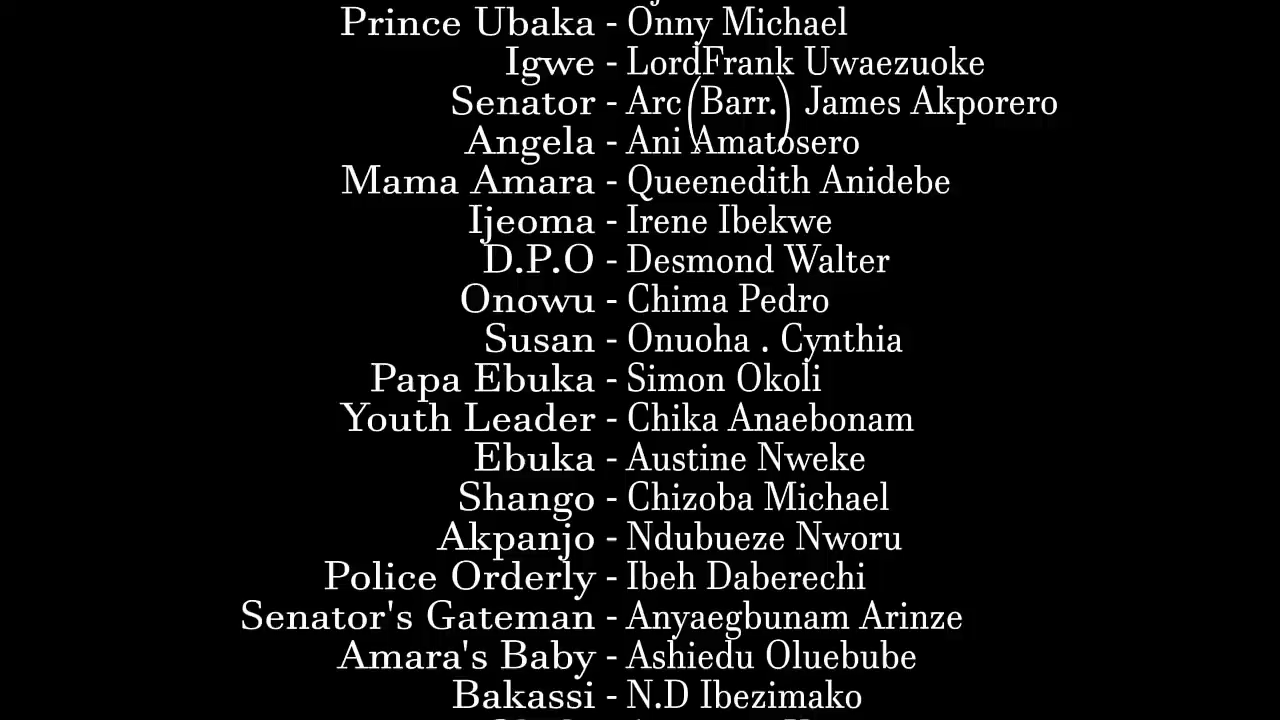 Prince Ubaka - Onny Michael
Igwe - LordFrank Uwaezuoke
Senator - Arc(Barr.) James Akporero
Angela - Ani Amatosero
Mama Amara - Queenedith Anidebe
Ijeoma - Irene Ibekwe
D.P.O - Desmond Walter
Onowu - Chima Pedro
Susan - Onuoha . Cynthia
Papa Ebuka - Simon Okoli
Youth Leader - Chika Anaebonam
Ebuka - Austine Nweke
Shango - Chizoba Michael
Akpanjo - Ndubueze Nworu
Police Orderly - Ibeh Daberechi
Senator's Gateman - Anyaegbunam Arinze
Amara's Baby - Ashiedu Oluebube
Bakassi - N.D Ibezimako